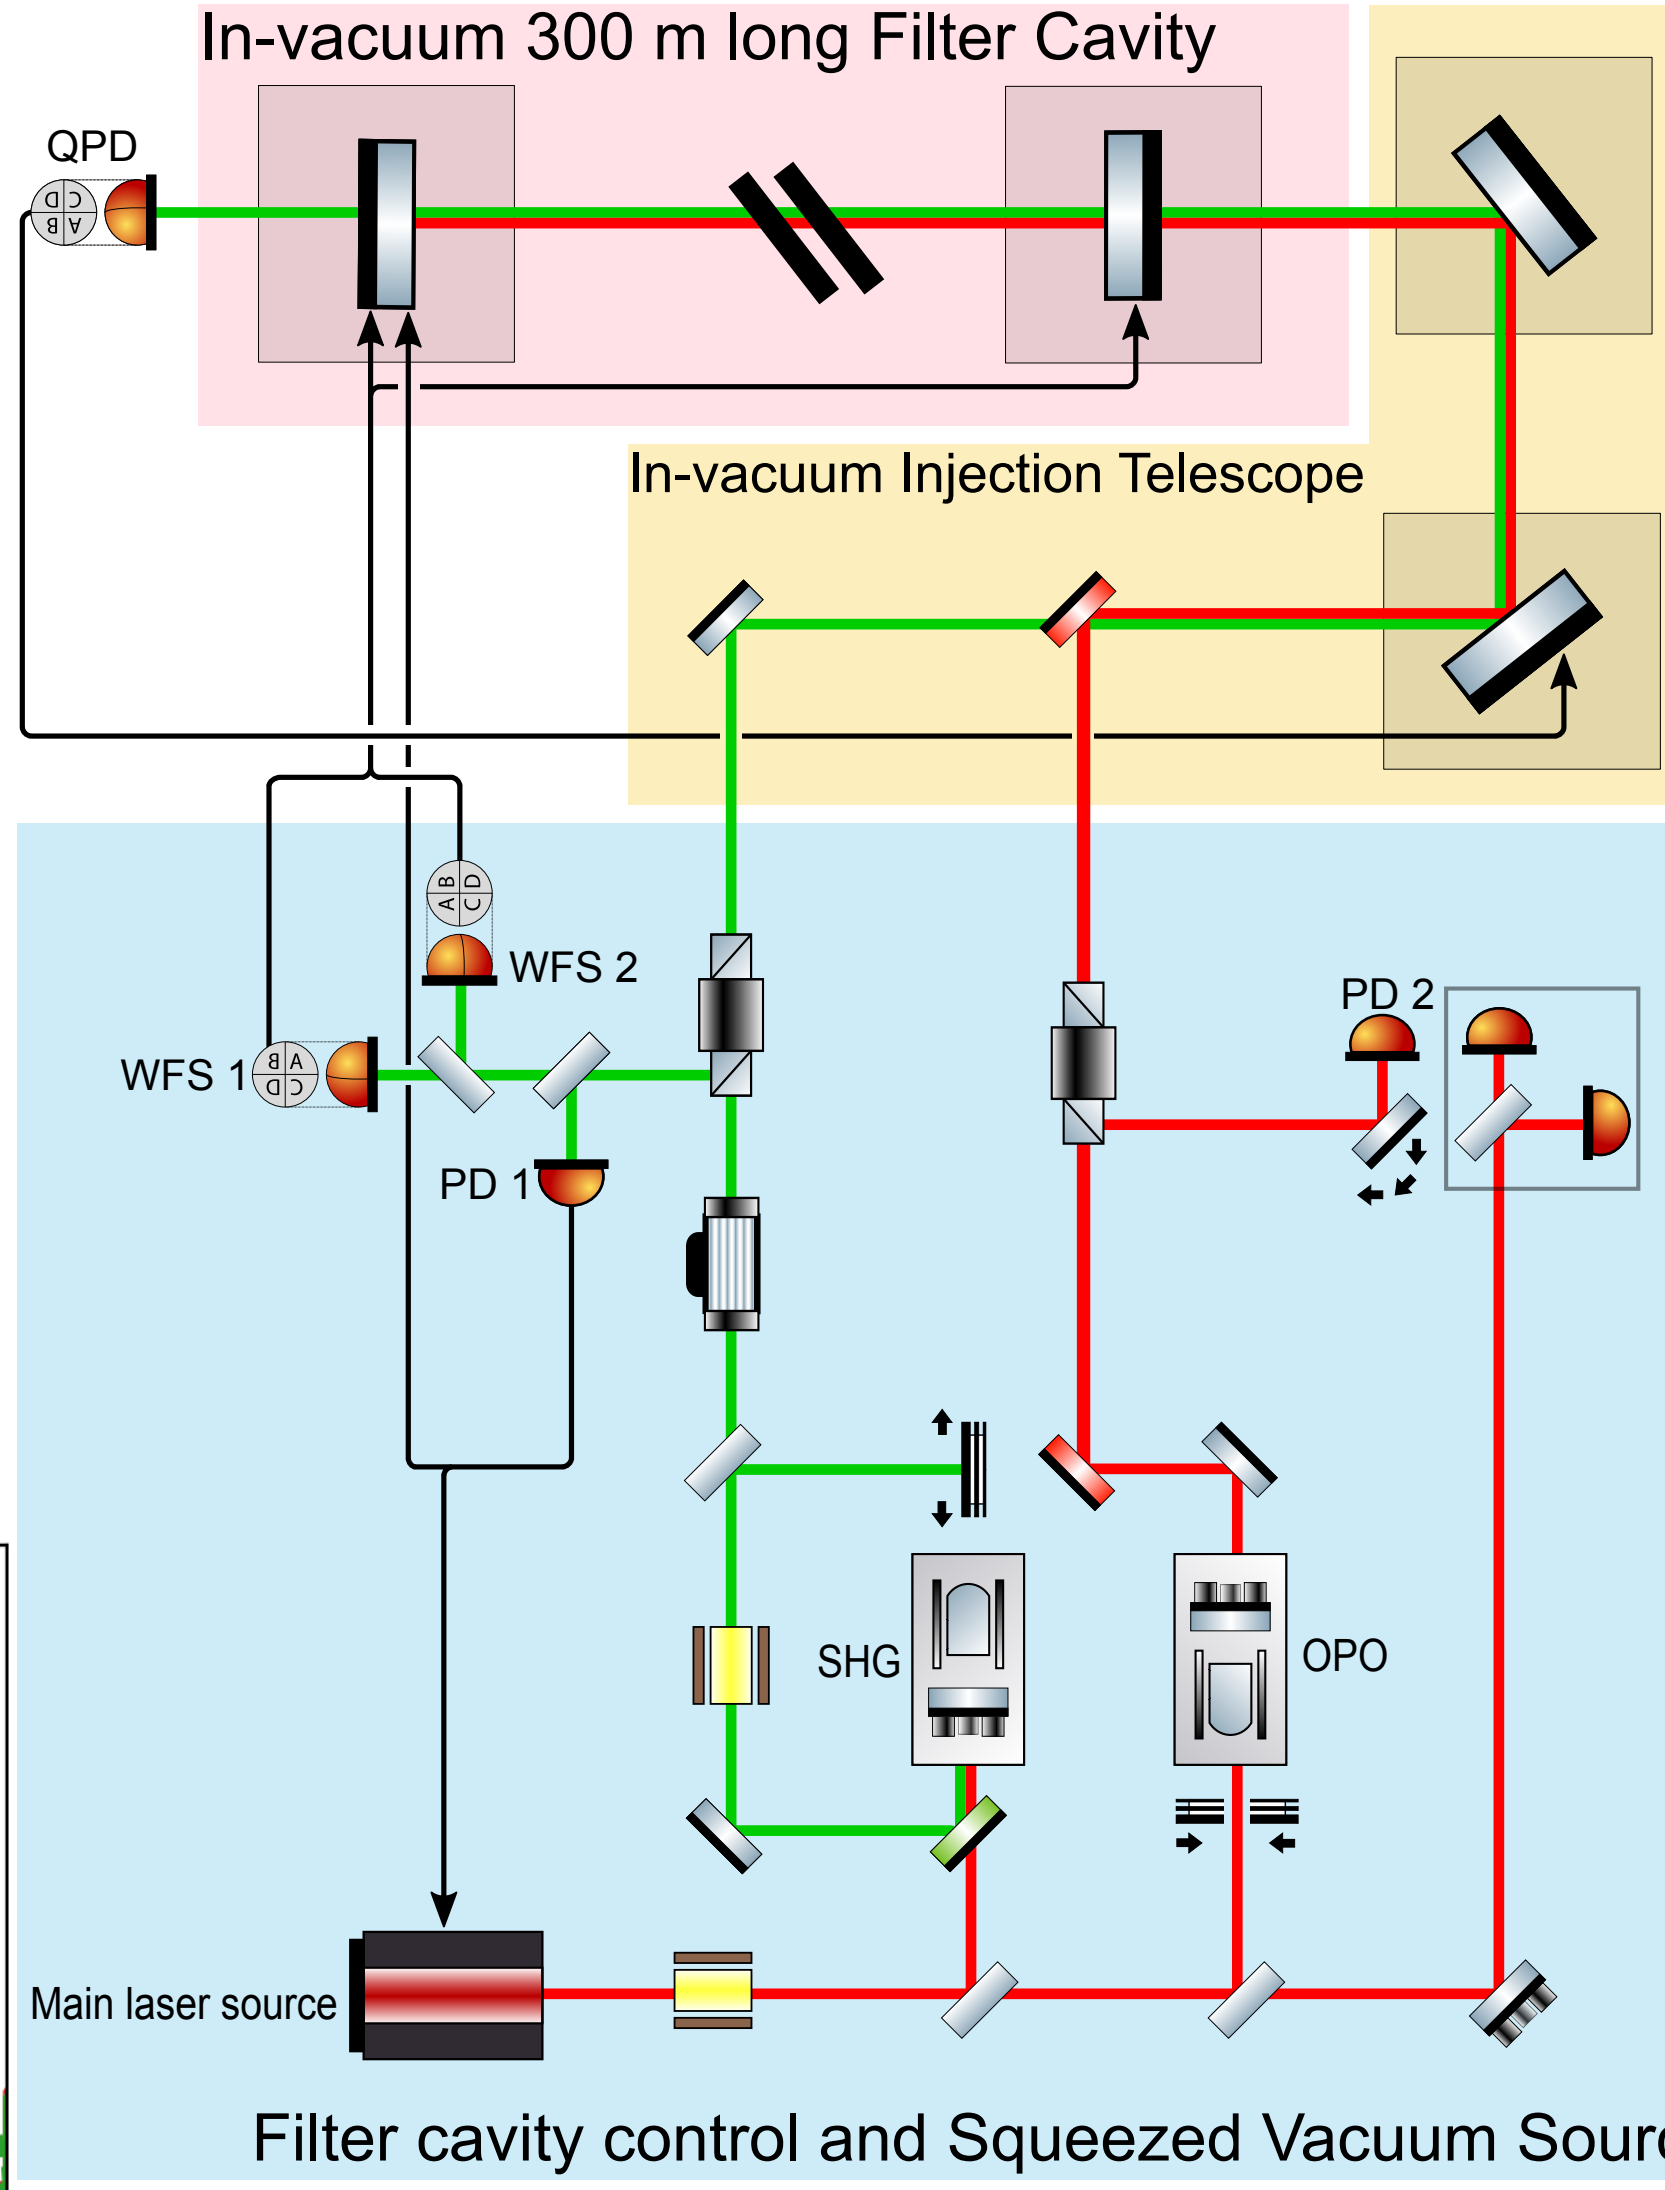 In-vacuum 300 m long Filter Cavity
QPD
A B
C D
In-vacuum Injection Telescope
A B
C D
WFS 2
PD 2
WFS 1
A B
C D
PD 1
SHG
OPO
Main laser source
Filter cavity control and Squeezed Vacuum Sour